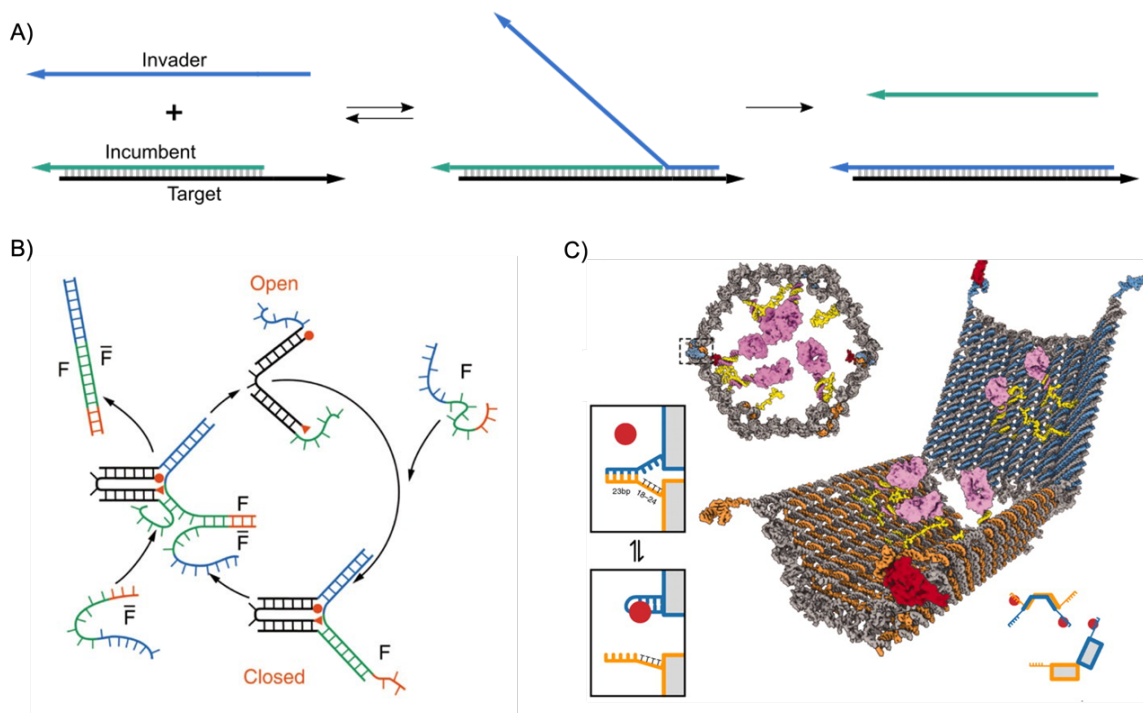 A)
Invader
+
Incumbent
Target
B)
Open
F
F̅
F
F
F̅
F̅
F
Closed
C)
23bp
18-24